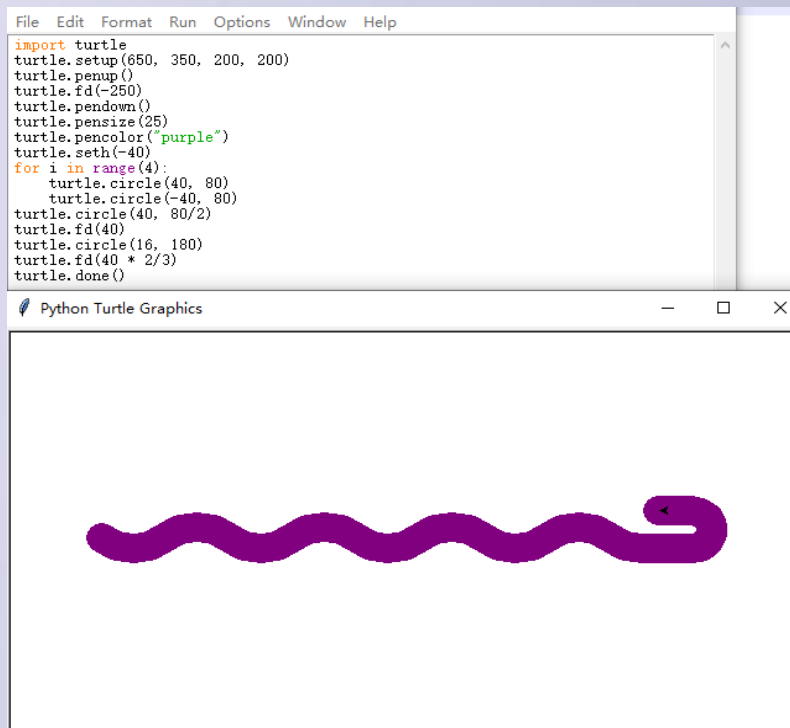 File Edit Format Run Options Window Help
import turtle
turtle.setup(650, 350, 200, 200)
turtle.penup()
turtle.fd(-250)
turtle.pendown()
turtle.pensize(25)
turtle.pencolor("purple")
turtle.seth(-40)
for i in range(4):
    turtle.circle(40, 80)
    turtle.circle(-40, 80)
turtle.circle(40, 80/2)
turtle.fd(40)
turtle.circle(16, 180)
turtle.fd(40 * 2/3)
turtle.done()
Python Turtle Graphics